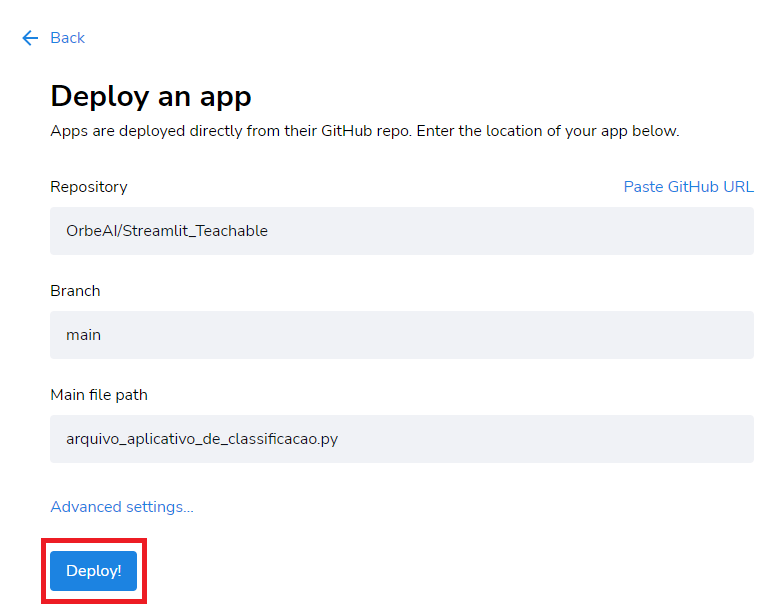 Back
Deploy an app
Apps are deployed directly from their GitHub repo. Enter the location of your app below.
Repository Paste GitHub URL
OrbeAI/Streamlit_Teachable
Branch
main
Main file path
arquivo_aplicativo_de_classificacao.py
Advanced settings...
Deploy!